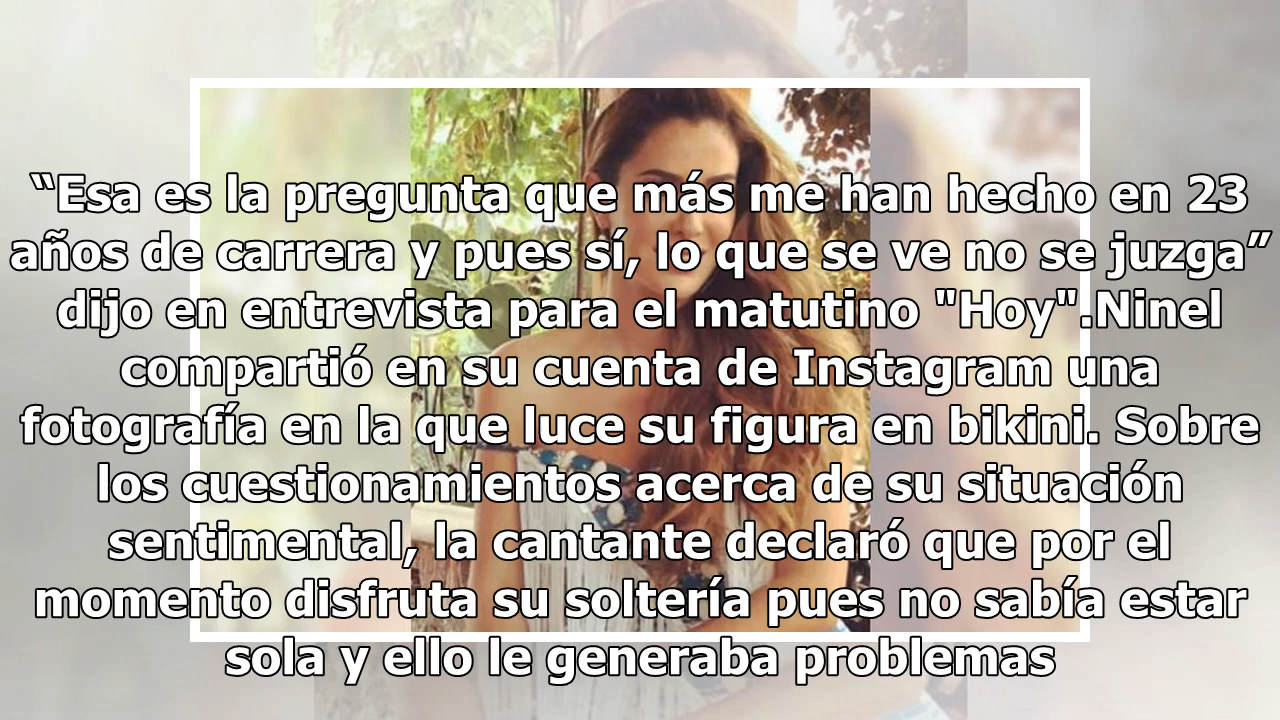 “Esa es la pregunta que más me han hecho en 23
años de carrera y pues sí, lo que se ve no se juzga”
dijo en entrevista para el matutino "Hoy".Ninel
compartió en su cuenta de Instagram una
fotografía en la que luce su figura en bikini. Sobre
los cuestionamientos acerca de su situación
sentimental, la cantante declaró que por el
momento disfruta su soltería pues no sabía estar
sola y ello le generaba problemas